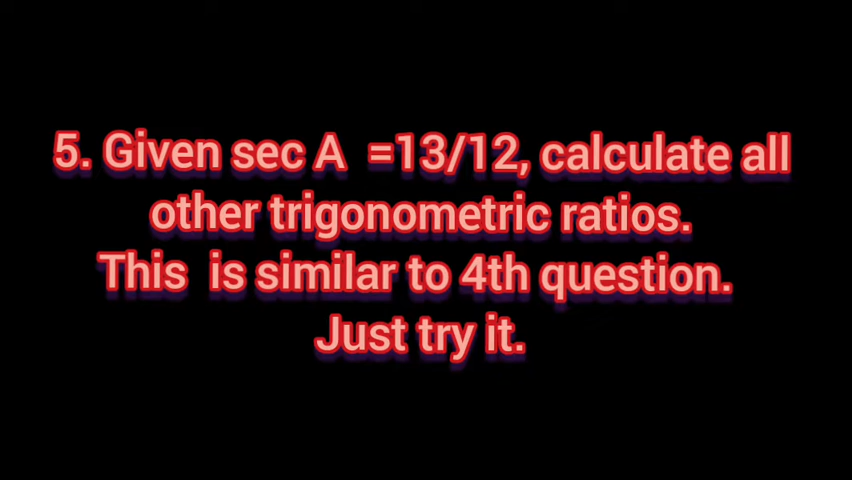 5. Given sec A  =13/12, calculate all
other trigonometric ratios.
This  is similar to 4th question.
Just try it.